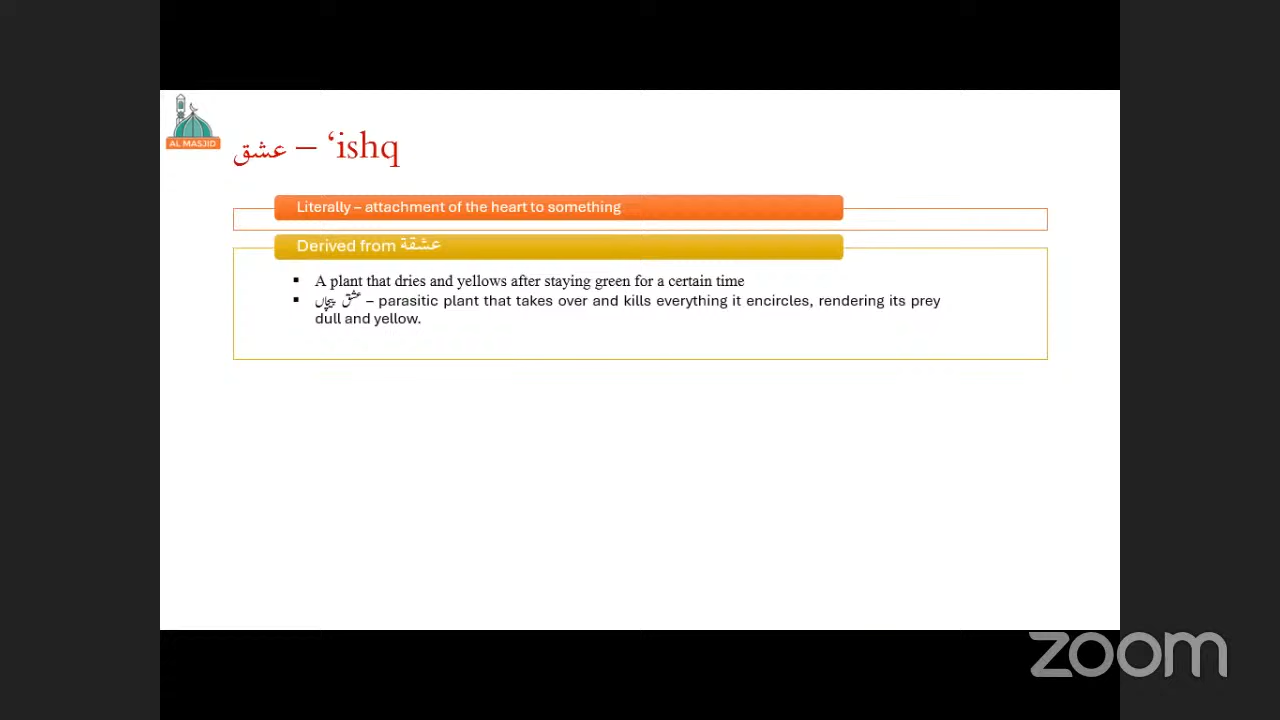 AL MASJID
عشق – ‘ishq
Literally – attachment of the heart to something
Derived from عشقة
▪ A plant that dries and yellows after staying green for a certain time
▪ عشق پیچاں – parasitic plant that takes over and kills everything it encircles, rendering its prey
dull and yellow.
zoom